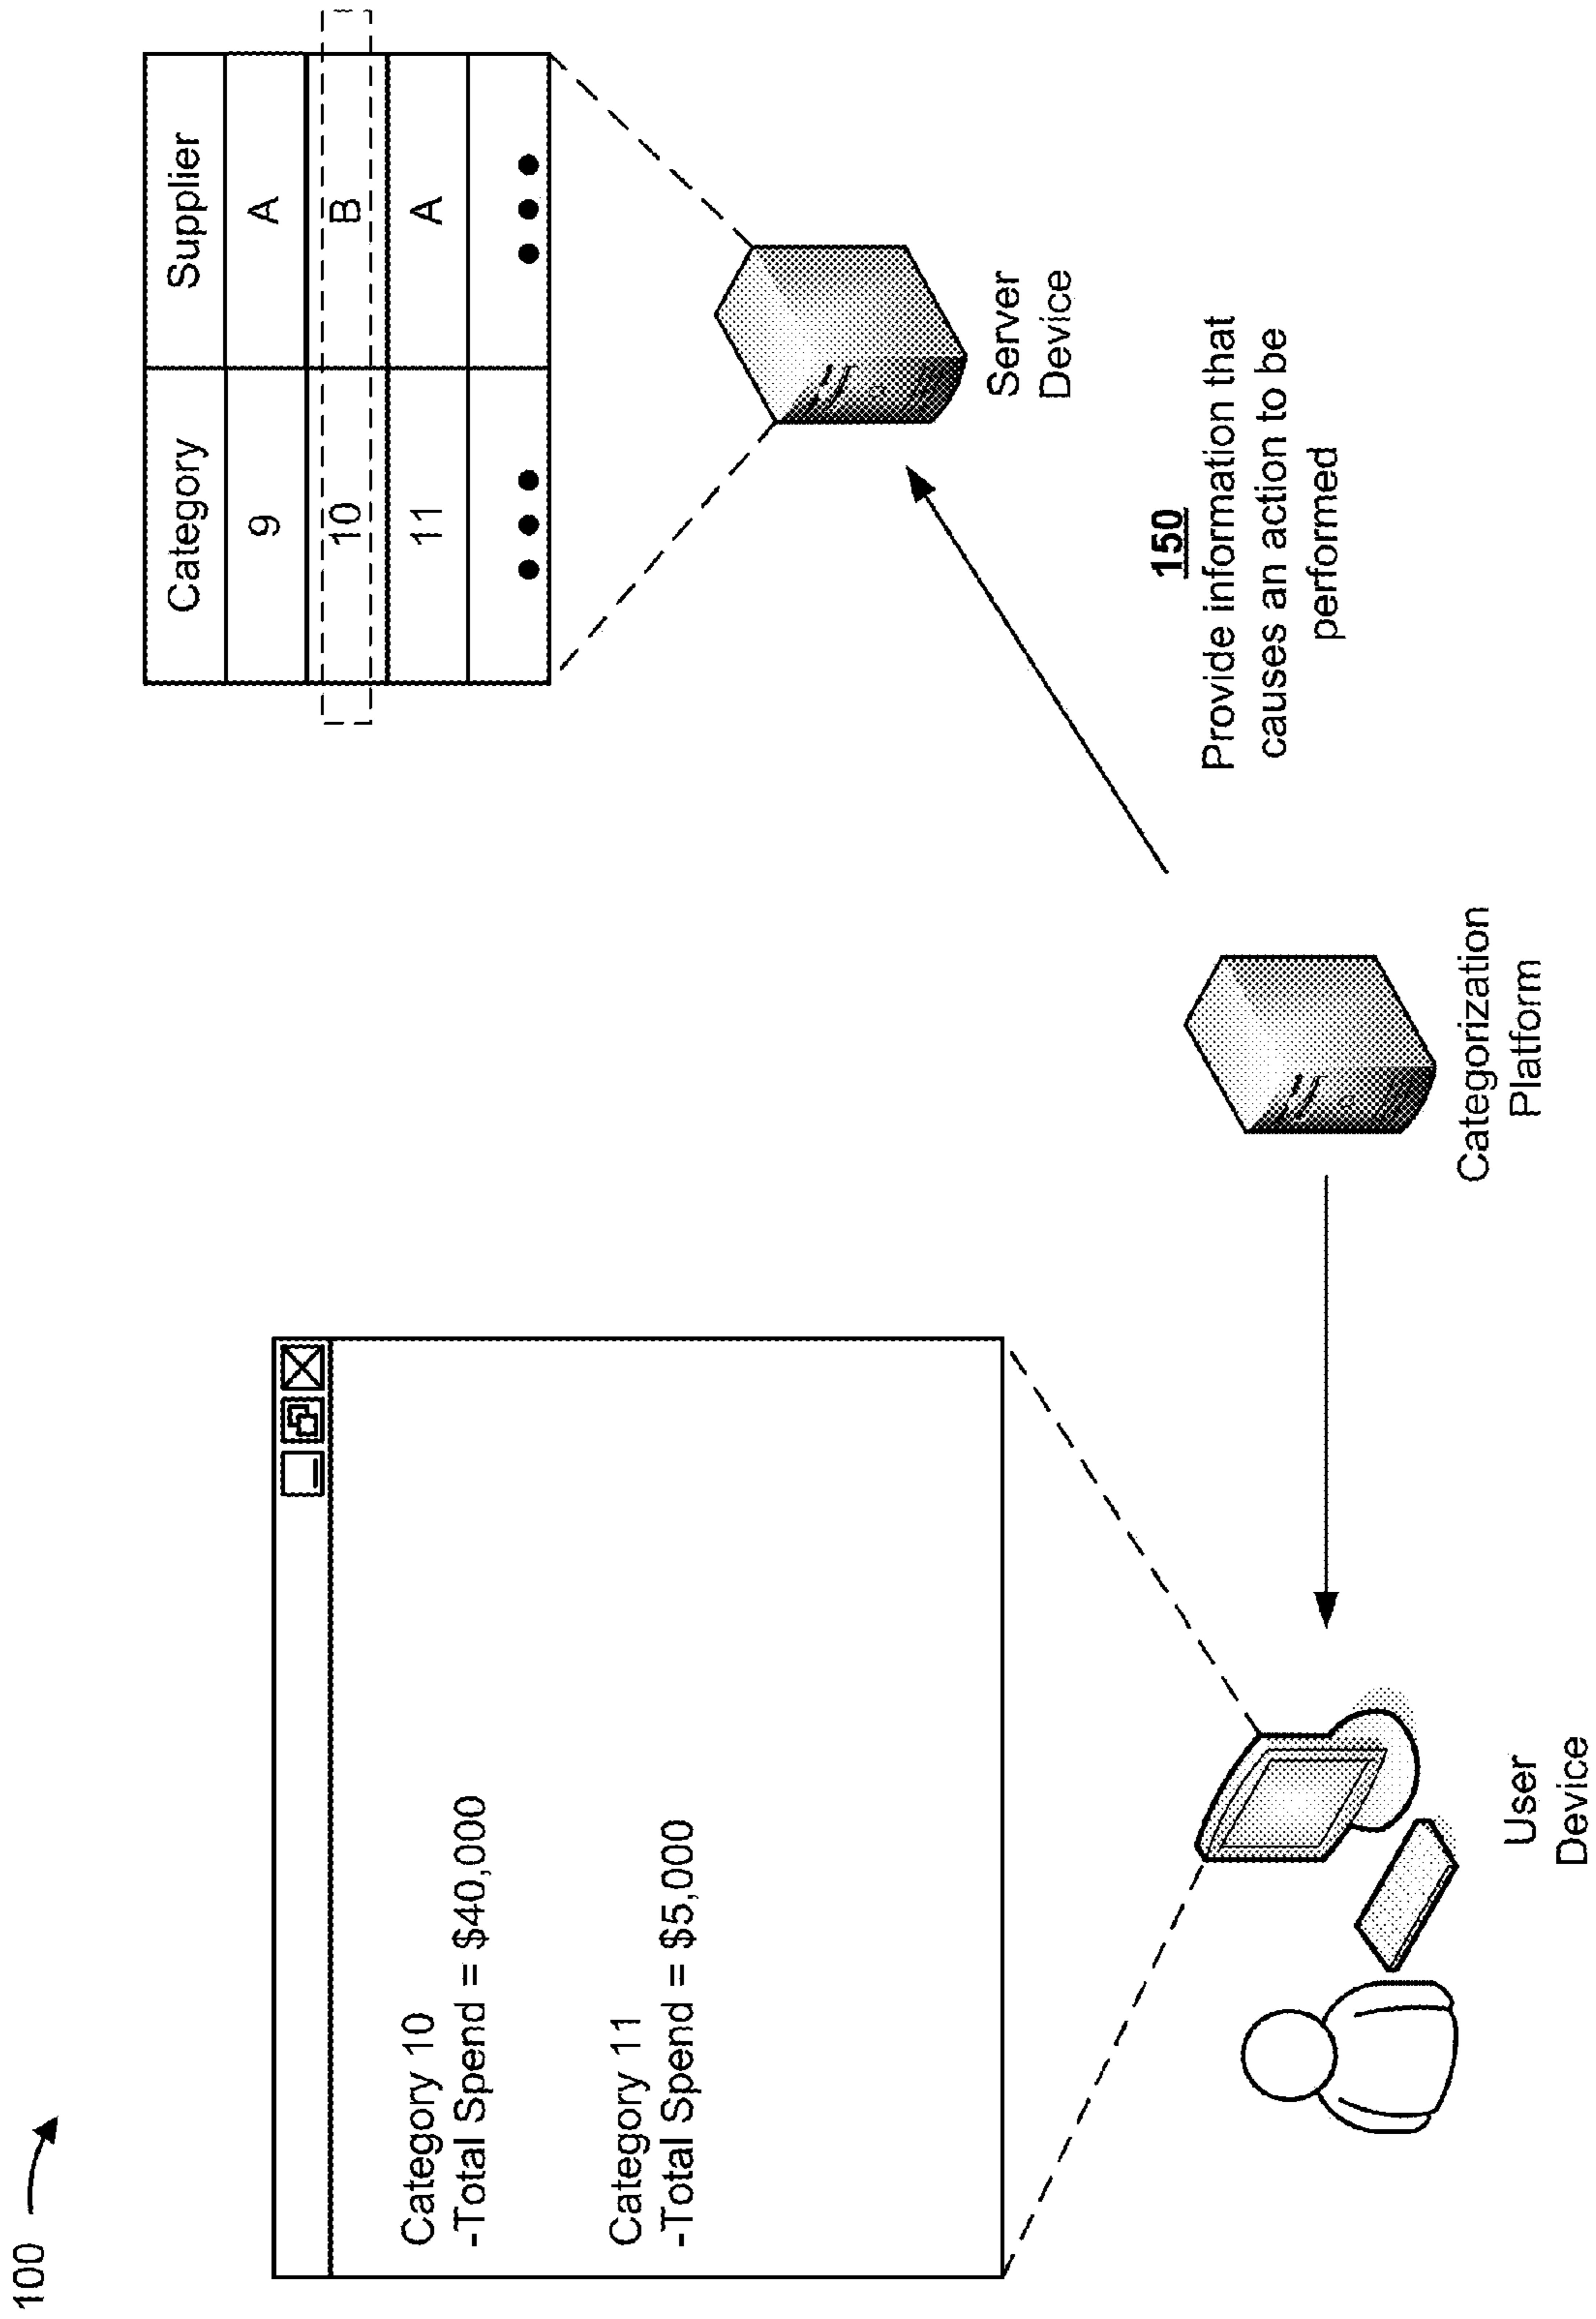 100
Category 10
-Total Spend = $40,000
Category 11
-Total Spend = $5,000
User
Device
Categorization
Platform
150
Provide information that
causes an action to be
performed
Server
Device
Category Supplier
9 A
10 B
11 A